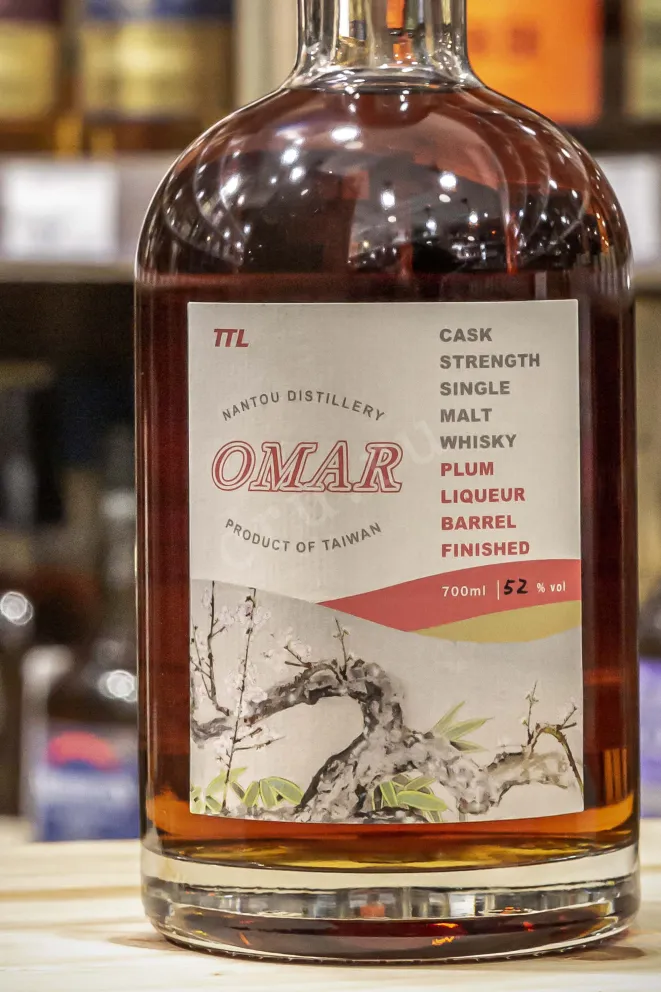 TTL
NANTOU DISTILLERY
OMAR
PRODUCT OF TAIWAN
CASK
STRENGTH
SINGLE
MALT
WHISKY
PLUM
LIQUEUR
BARREL
FINISHED
700ml | 52 % vol